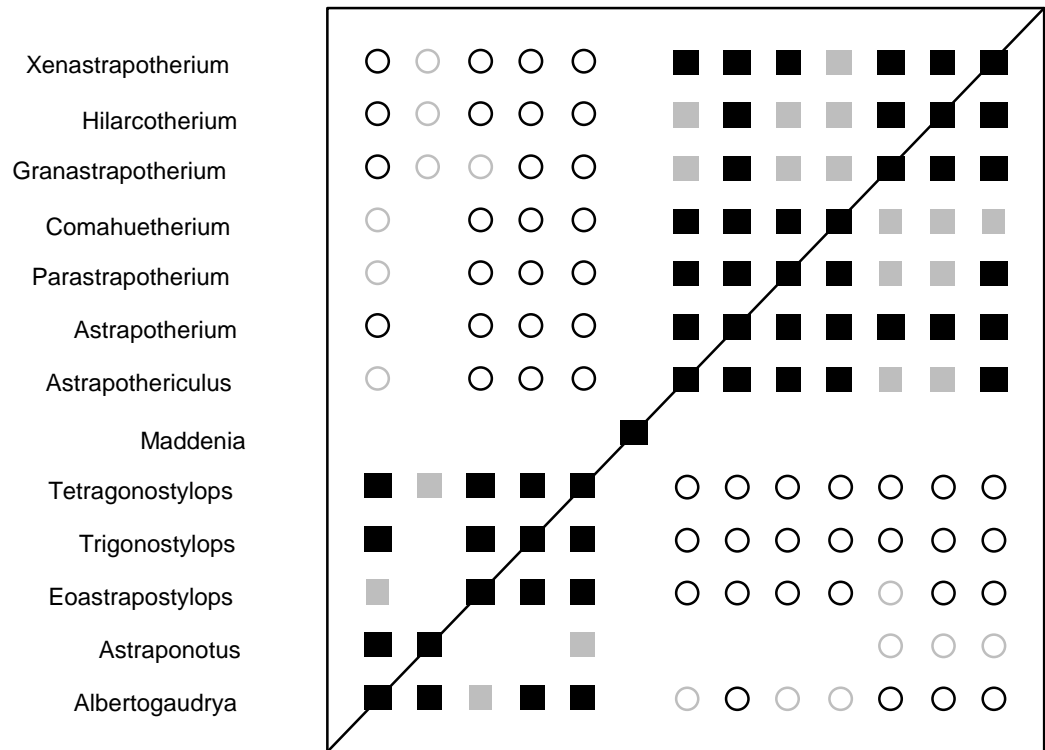 Xenastrapotherium
Hilarcotherium
Granastrapotherium
Comahuetherium
Parastrapotherium
Astrapotherium
Astrapothericulus
Maddenia
Tetragonostylops
Trigonostylops
Eoastrapostylops
Astraponotus
Albertogaudrya